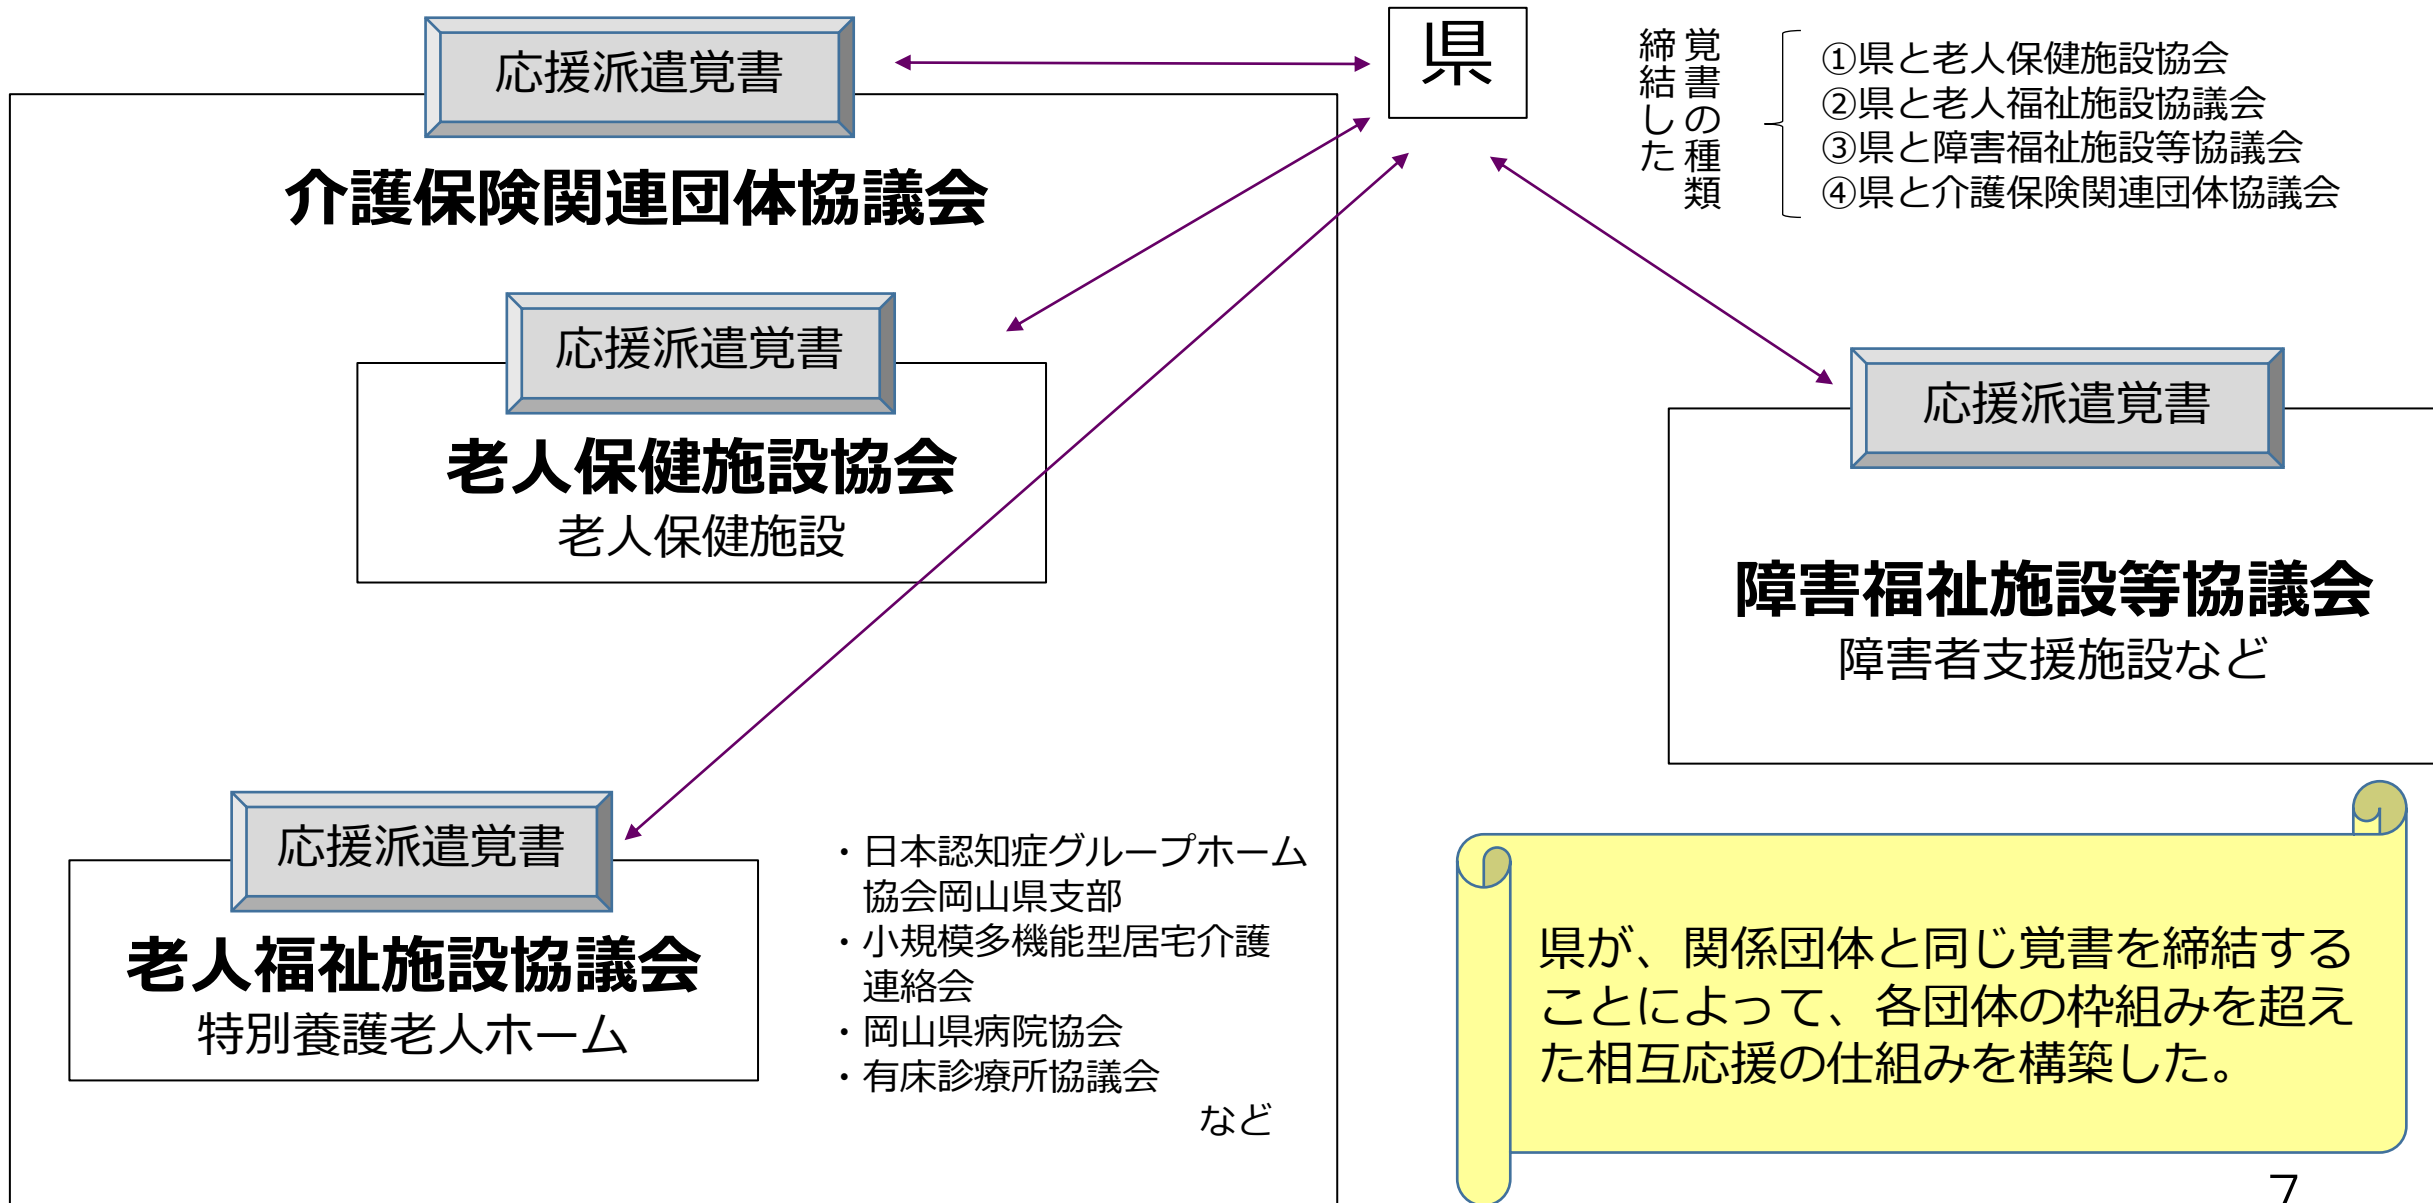 応援派遣覚書
介護保険関連団体協議会
県
締結した
覚書の種類
①県と老人保健施設協会
②県と老人福祉施設協議会
③県と障害福祉施設等協議会
④県と介護保険関連団体協議会
応援派遣覚書
老人保健施設協会
老人保健施設
応援派遣覚書
障害福祉施設等協議会
障害者支援施設など
応援派遣覚書
老人福祉施設協議会
特別養護老人ホーム
・日本認知症グループホーム
協会岡山県支部
・小規模多機能型居宅介護
連絡会
・岡山県病院協会
・有床診療所協議会
など
県が、関係団体と同じ覚書を締結する
ことによって、各団体の枠組みを超え
た相互応援の仕組みを構築した。
7